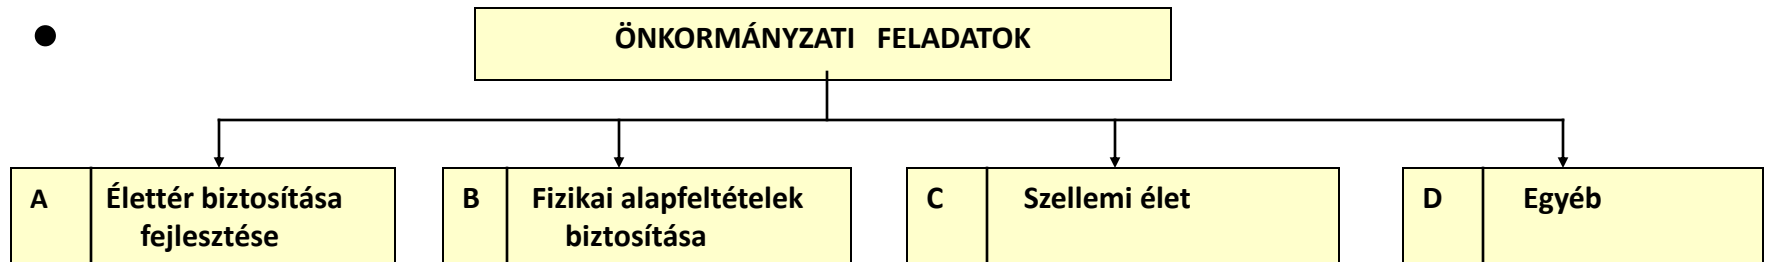 ÖNKORMÁNYZATI FELADATOK
A
Élettér biztosítása
fejlesztése
B
Fizikai alapfeltételek
biztosítása
C
Szellemi élet
D
Egyéb